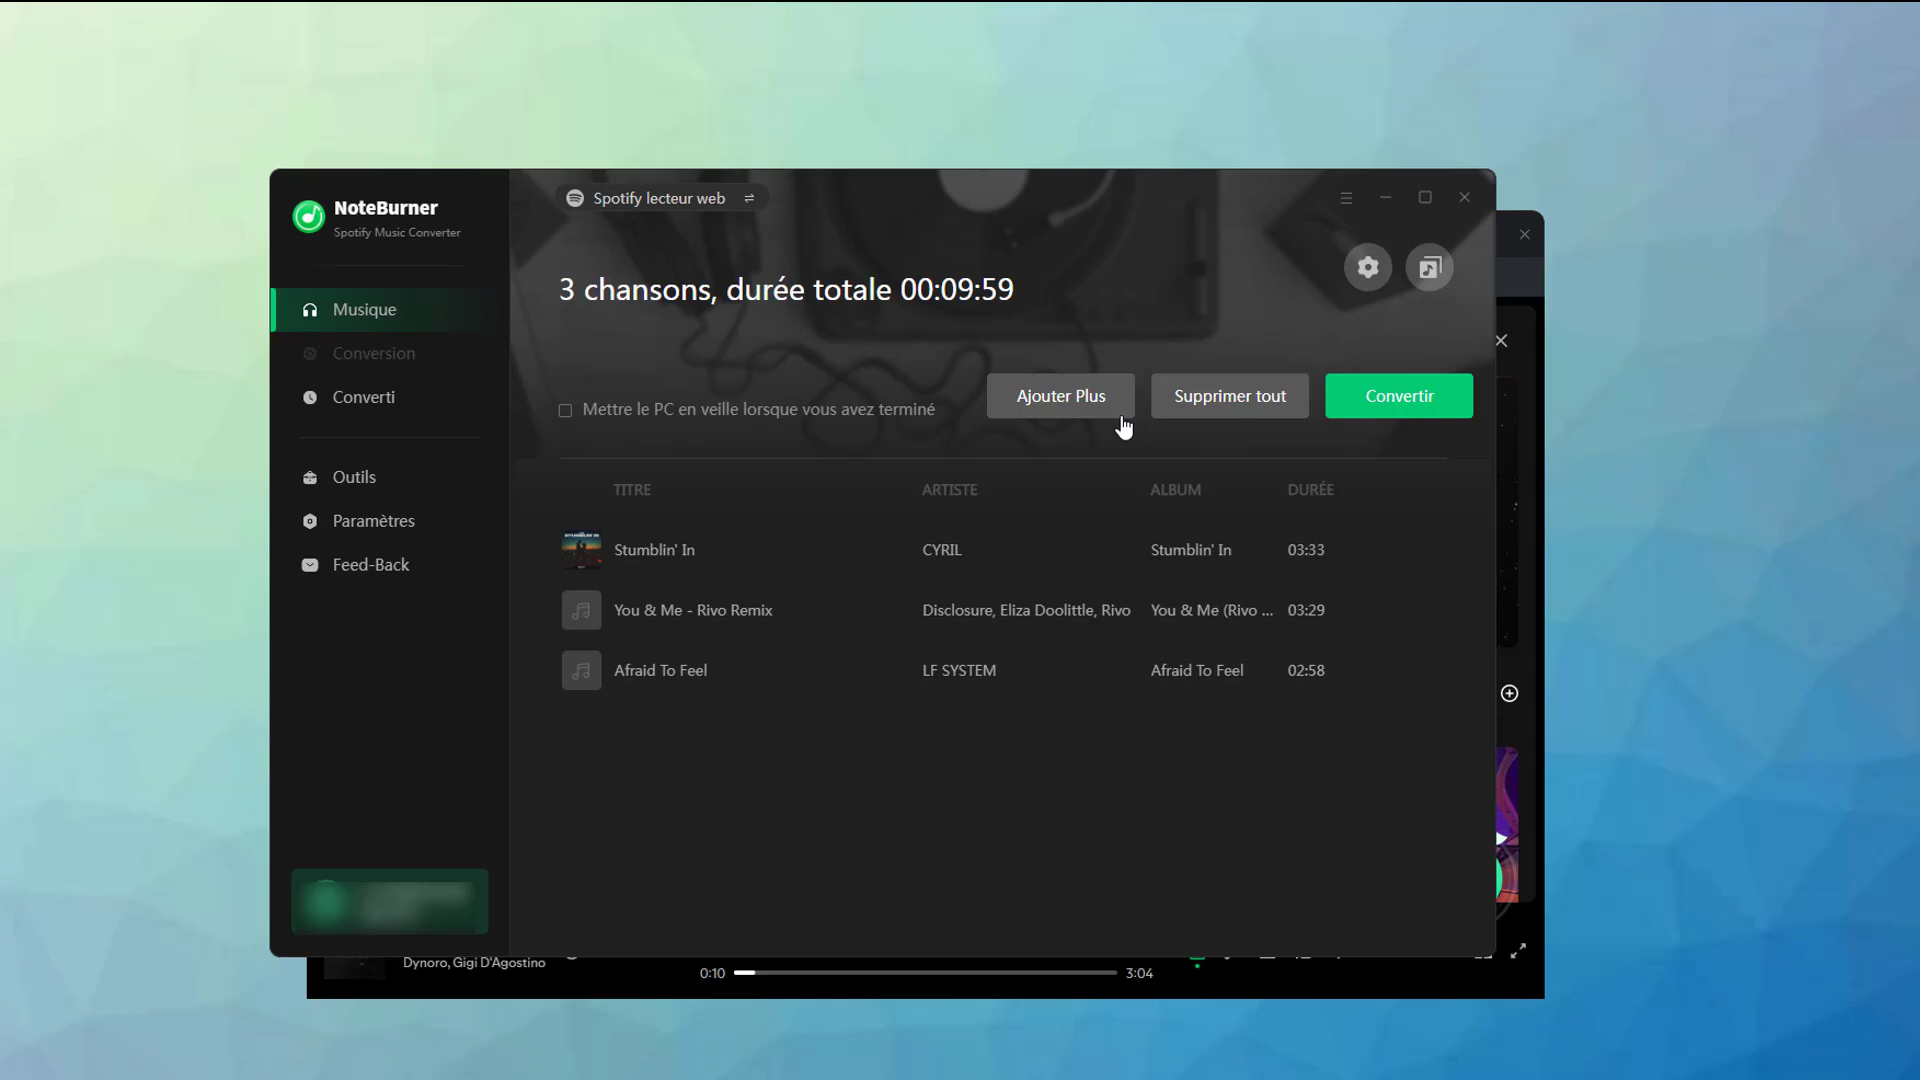 NoteBurner
Spotify Music Converter
Spotify lecteur web
3 chansons, durée totale 00:09:59
Musique
Conversion
Converti
Outils
Paramètres
Feed-Back
Mettre le PC en veille lorsque vous avez terminé
Ajouter Plus
Supprimer tout
Convertir
TITRE ARTISTE ALBUM DURÉE
STUMBLIN' IN
Stumblin' In CYRIL Stumblin' In 03:33
You & Me - Rivo Remix Disclosure, Eliza Doolittle, Rivo You & Me (Rivo ... 03:29
Afraid To Feel LF SYSTEM Afraid To Feel 02:58
Dynoro, Gigi D'Agostino
0:10 3:04